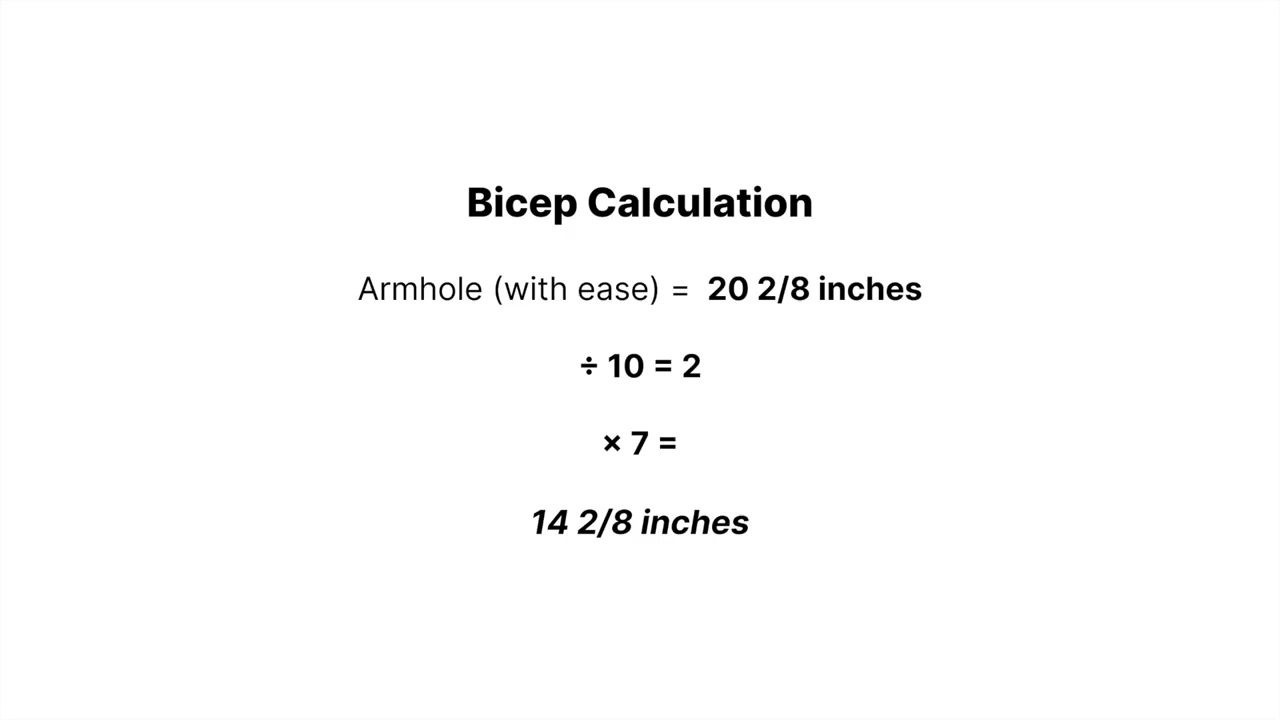 Bicep Calculation
Armhole (with ease) = 20 2/8 inches
÷ 10 = 2
× 7 =
14 2/8 inches